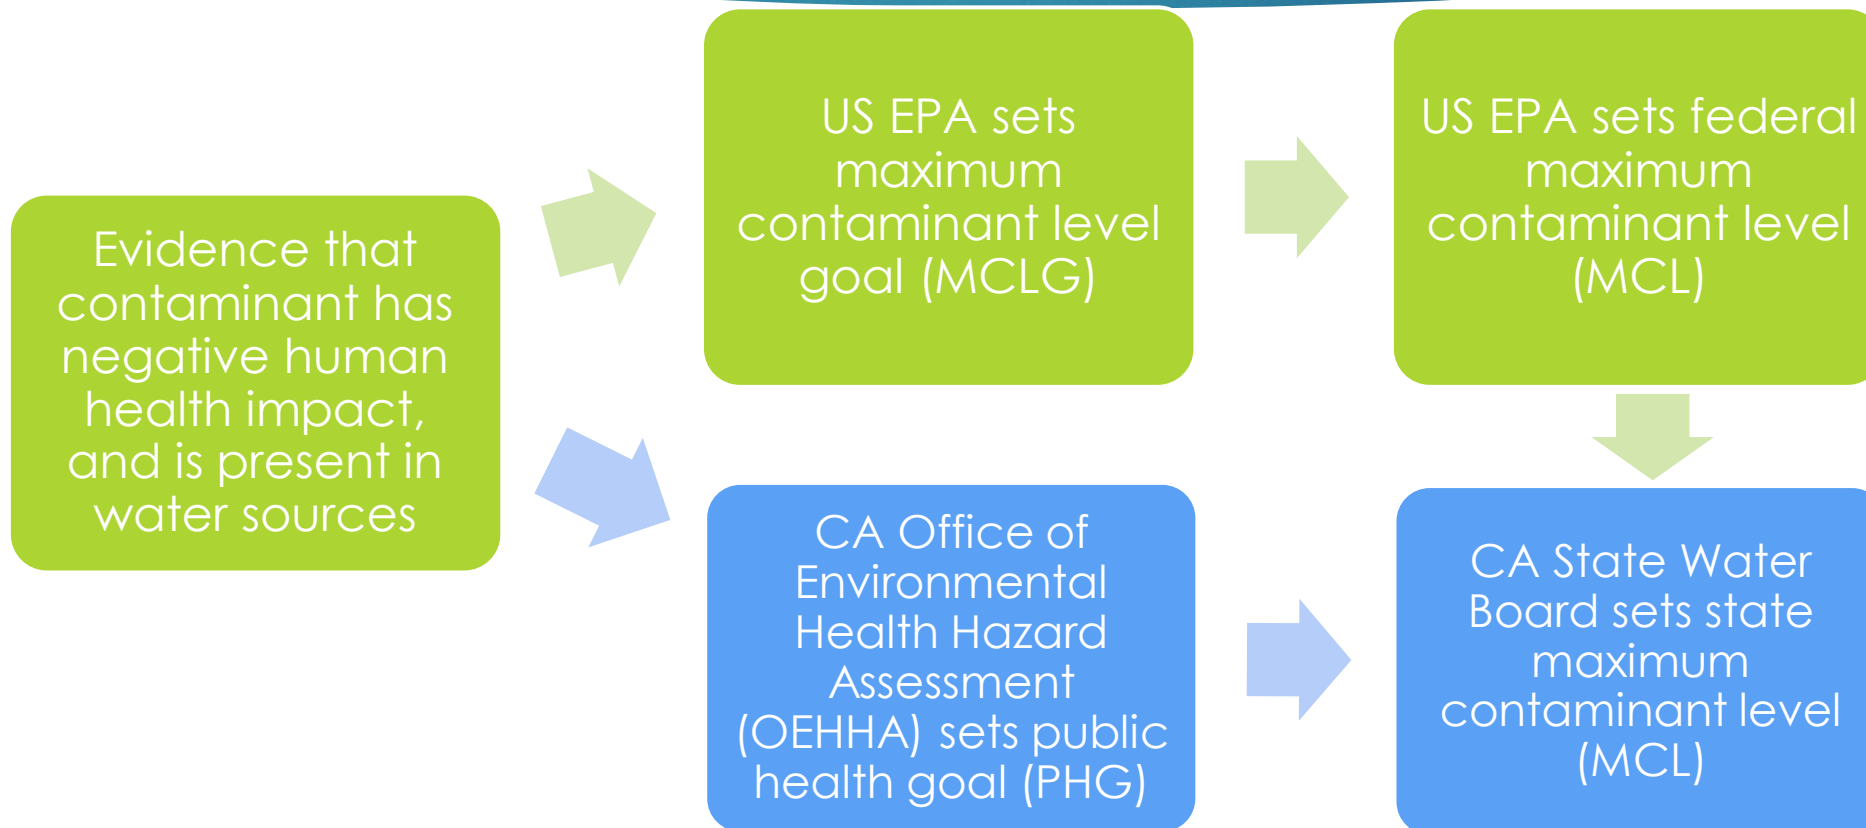 Evidence that
contaminant has
negative human
health impact,
and is present in
water sources
US EPA sets
maximum
contaminant level
goal (MCLG)
US EPA sets federal
maximum
contaminant level
(MCL)
CA Office of
Environmental
Health Hazard
Assessment
(OEHHA) sets public
health goal (PHG)
CA State Water
Board sets state
maximum
contaminant level
(MCL)